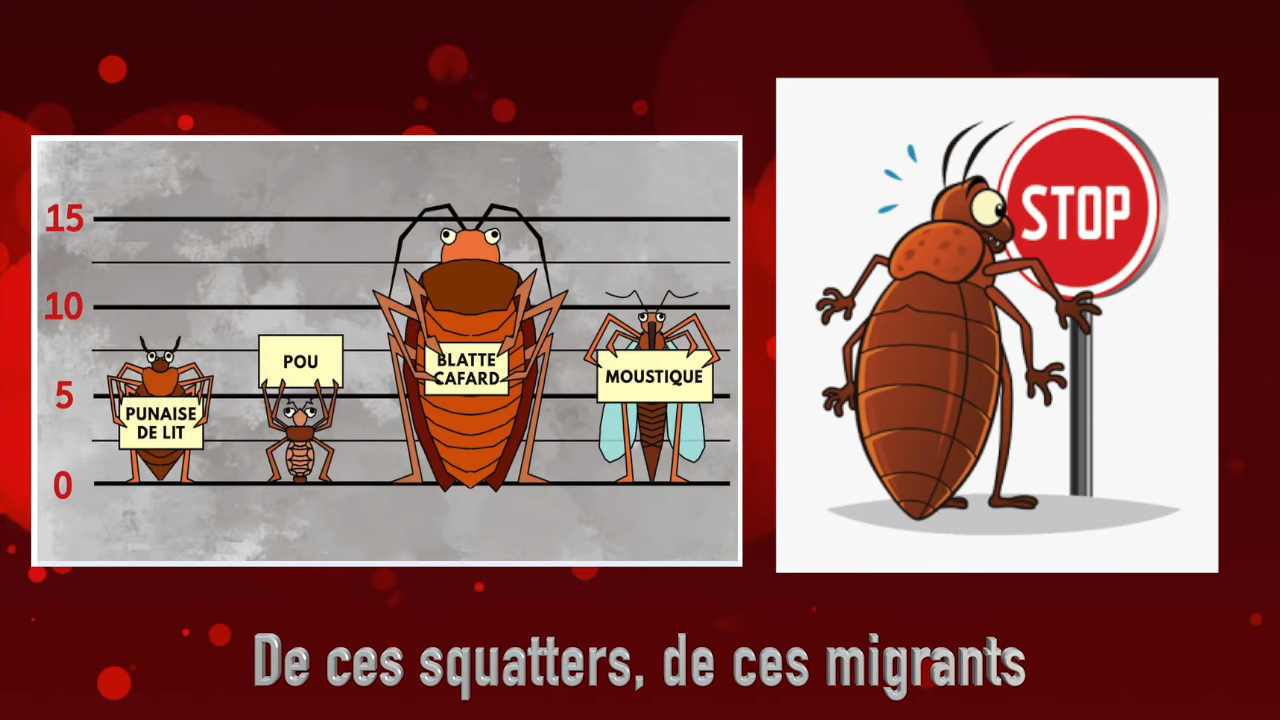 15
10
5
0
PUNAISE
DE LIT
POU
BLATTE
CAFARD
MOUSTIQUE
STOP
De ces squatters, de ces migrants